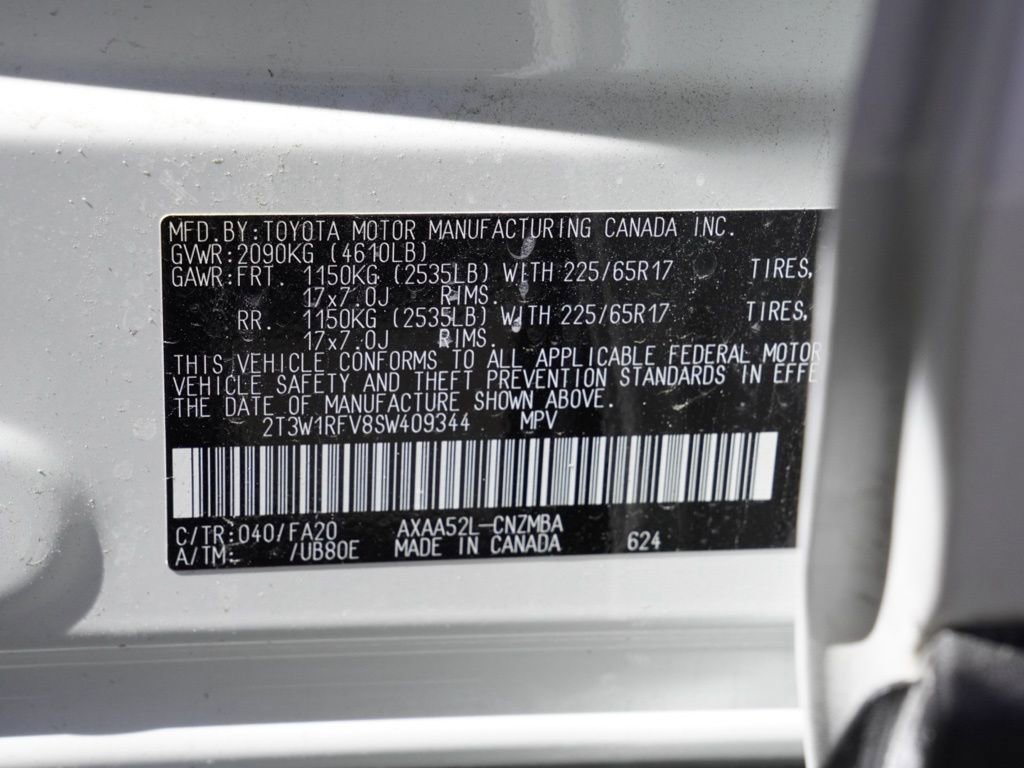 MFD.BY:TOYOTA MOTOR MANUFACTURING CANADA INC.
GVWR:2090KG (4610LB)
GAWR:FRT. 1150KG (2535LB) WITH 225/65R17 TIRES,
17x7.0J RIMS.
RR. 1150KG (2535LB) WITH 225/65R17 TIRES,
17x7.0J RIMS.
THIS VEHICLE CONFORMS TO ALL APPLICABLE FEDERAL MOTOR
VEHICLE SAFETY AND THEFT PREVENTION STANDARDS IN EFFE
THE DATE OF MANUFACTURE SHOWN ABOVE.
2T3W1RFV8SW409344 MPV
C/TR:040/FA20 AXAA52L-CNZMBA
A/TM: /UB80E MADE IN CANADA 624